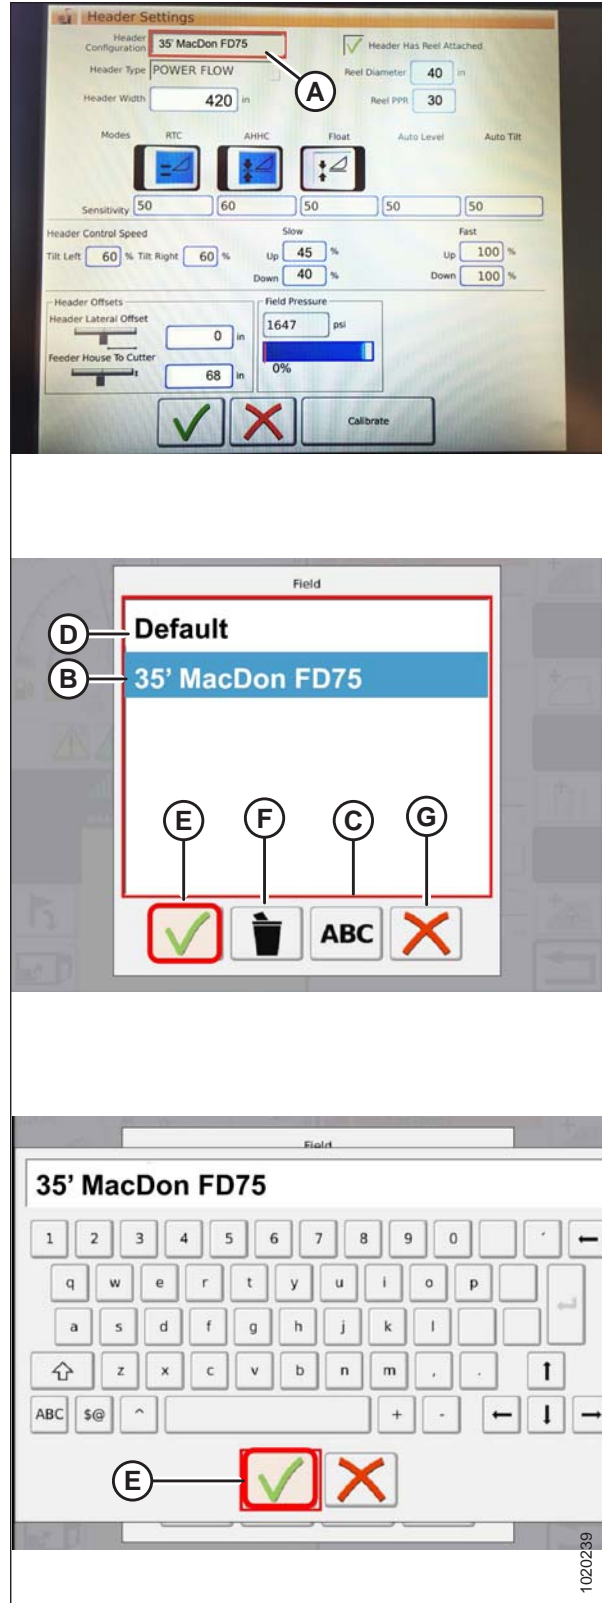 Header Settings
Header Configuration 35' MacDon FD75 Header Has Reel Attached
A
Header Type POWER FLOW Reel Diameter 40 in
Header Width 420 in Reel PPR 30
Modes RTC AHHC Float Auto Level Auto Tilt
Sensitivity 50 60 50 50 50
Header Control Speed Slow Fast
Tilt Left 60 % Tilt Right 60 % Up 45 % Up 100 %
Down 40 % Down 100 %
Header Offsets Field Pressure
Header Lateral Offset
0 in 1647 psi
Feeder House To Cutter
68 in 0%
Calibrate
Field
D Default
B 35' MacDon FD75
E F C G
ABC
Field
35' MacDon FD75
1 2 3 4 5 6 7 8 9 0 ´ ←
q w e r t y u i o p
a s d f g h j k l
z x c v b n m , . ↑
ABC $@ ^ + - ← ↓ →
E
1020239